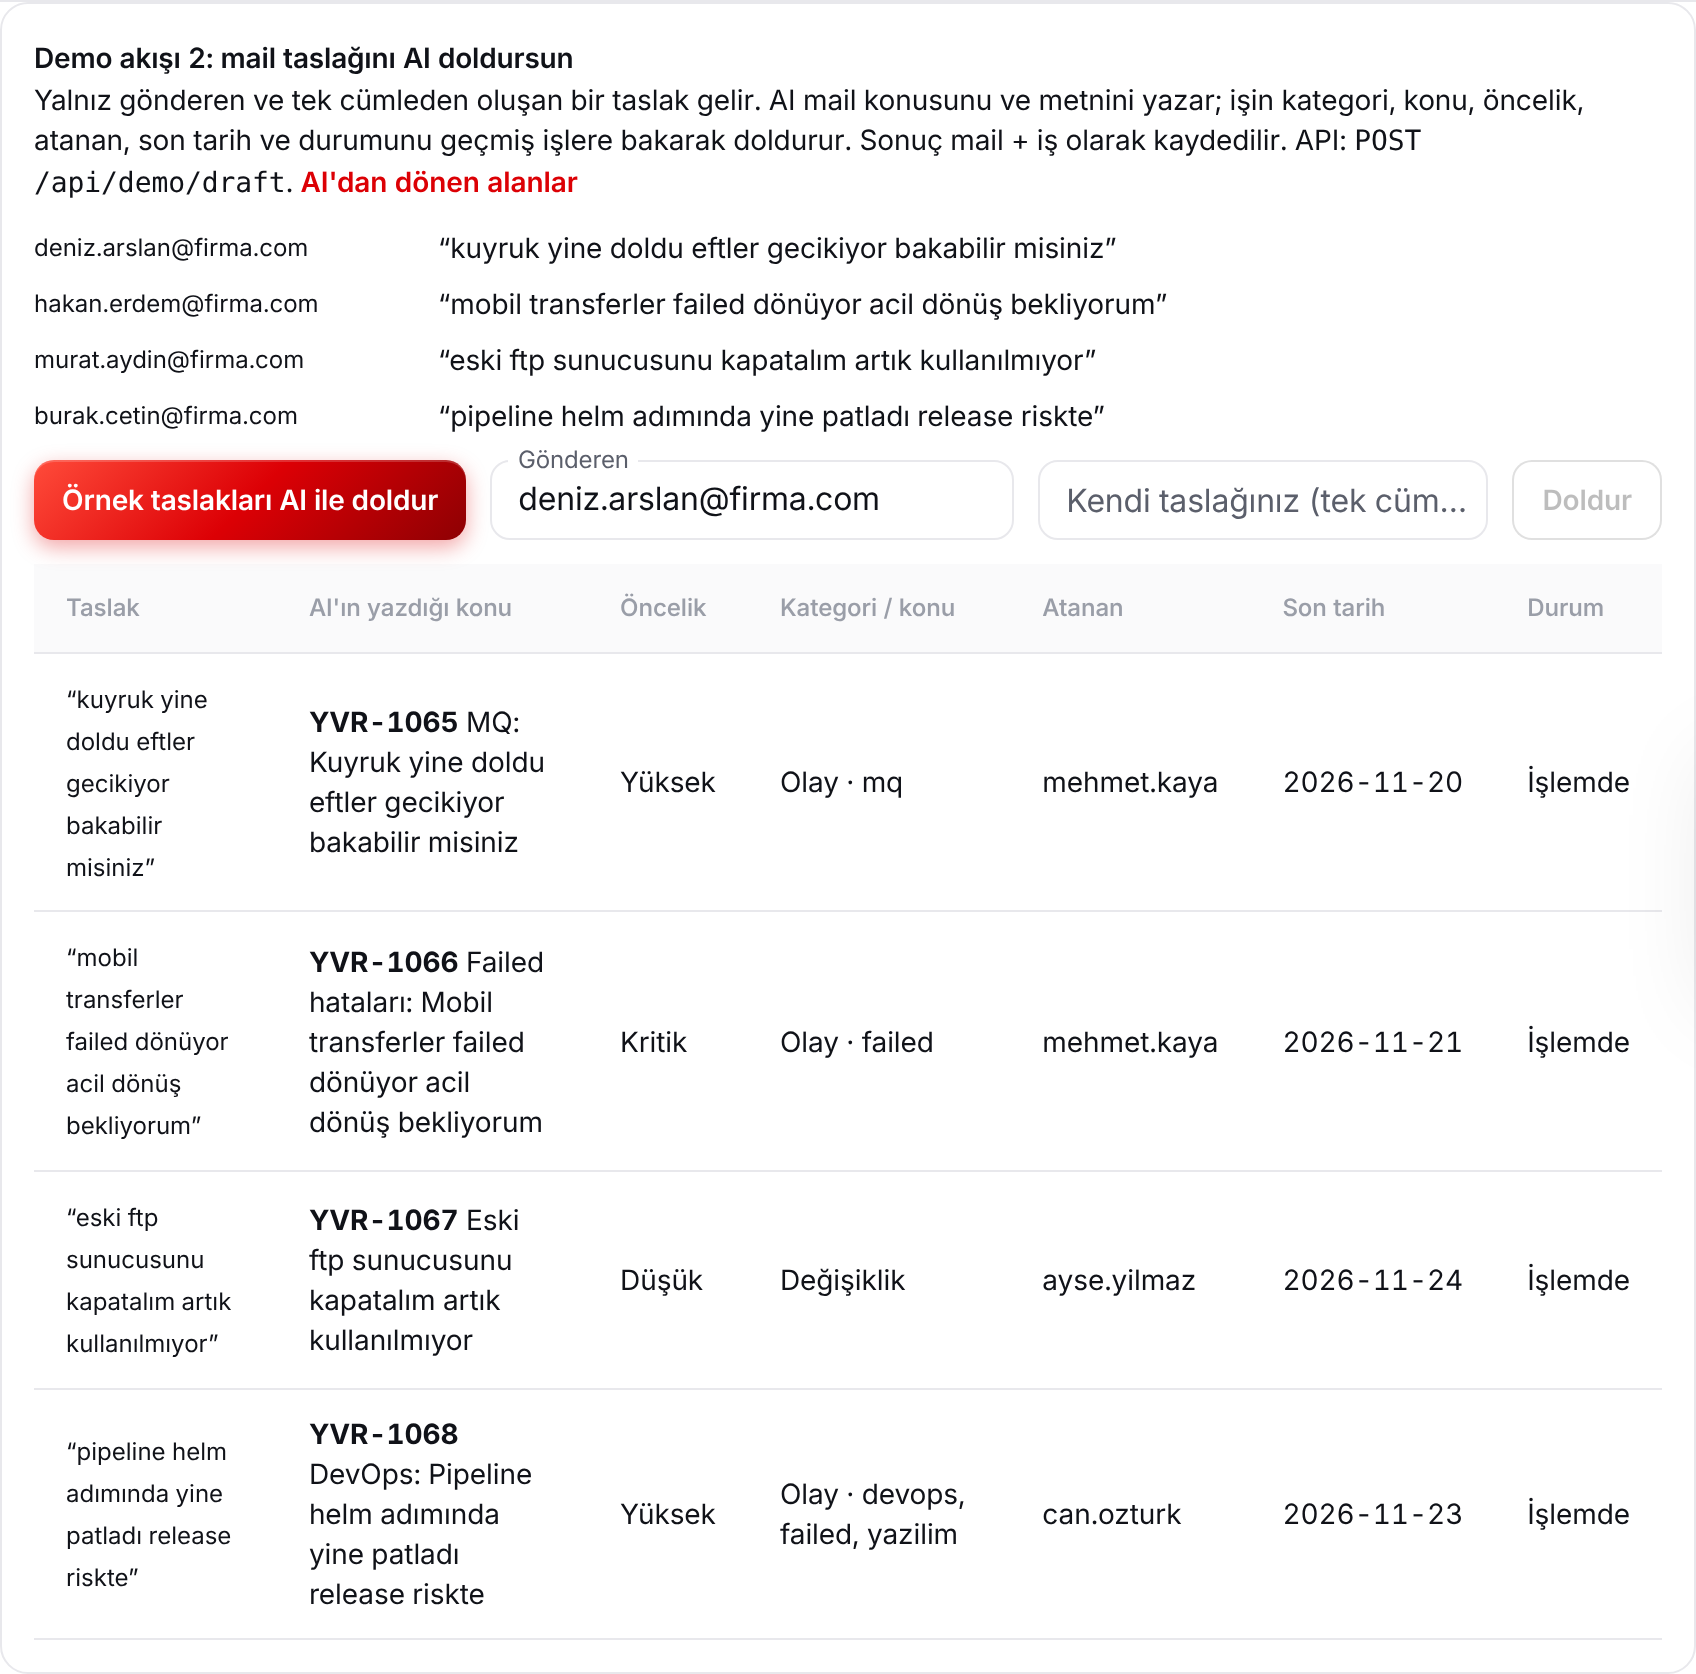 Demo akışı 2: mail taslağını AI doldursun
Yalnız gönderen ve tek cümleden oluşan bir taslak gelir. AI mail konusunu ve metnini yazar; işin kategori, konu, öncelik,
atanan, son tarih ve durumunu geçmiş işlere bakarak doldurur. Sonuç mail + iş olarak kaydedilir. API: POST
/api/demo/draft. AI'dan dönen alanlar
deniz.arslan@firma.com “kuyruk yine doldu eftler gecikiyor bakabilir misiniz”
hakan.erdem@firma.com “mobil transferler failed dönüyor acil dönüş bekliyorum”
murat.aydin@firma.com “eski ftp sunucusunu kapatalım artık kullanılmıyor”
burak.cetin@firma.com “pipeline helm adımında yine patladı release riskte”
Örnek taslakları AI ile doldur
Gönderen
deniz.arslan@firma.com
Kendi taslağınız (tek cüm...
Doldur
Taslak AI'ın yazdığı konu Öncelik Kategori / konu Atanan Son tarih Durum
“kuyruk yine
doldu eftler
gecikiyor
bakabilir
misiniz”
YVR-1065 MQ:
Kuyruk yine doldu
eftler gecikiyor
bakabilir misiniz
Yüksek
Olay · mq
mehmet.kaya
2026-11-20
İşlemde
“mobil
transferler
failed dönüyor
acil dönüş
bekliyorum”
YVR-1066 Failed
hataları: Mobil
transferler failed
dönüyor acil
dönüş bekliyorum
Kritik
Olay · failed
mehmet.kaya
2026-11-21
İşlemde
“eski ftp
sunucusunu
kapatalım artık
kullanılmıyor”
YVR-1067 Eski
ftp sunucusunu
kapatalım artık
kullanılmıyor
Düşük
Değişiklik
ayse.yilmaz
2026-11-24
İşlemde
“pipeline helm
adımında yine
patladı release
riskte”
YVR-1068
DevOps: Pipeline
helm adımında
yine patladı
release riskte
Yüksek
Olay · devops,
failed, yazilim
can.ozturk
2026-11-23
İşlemde